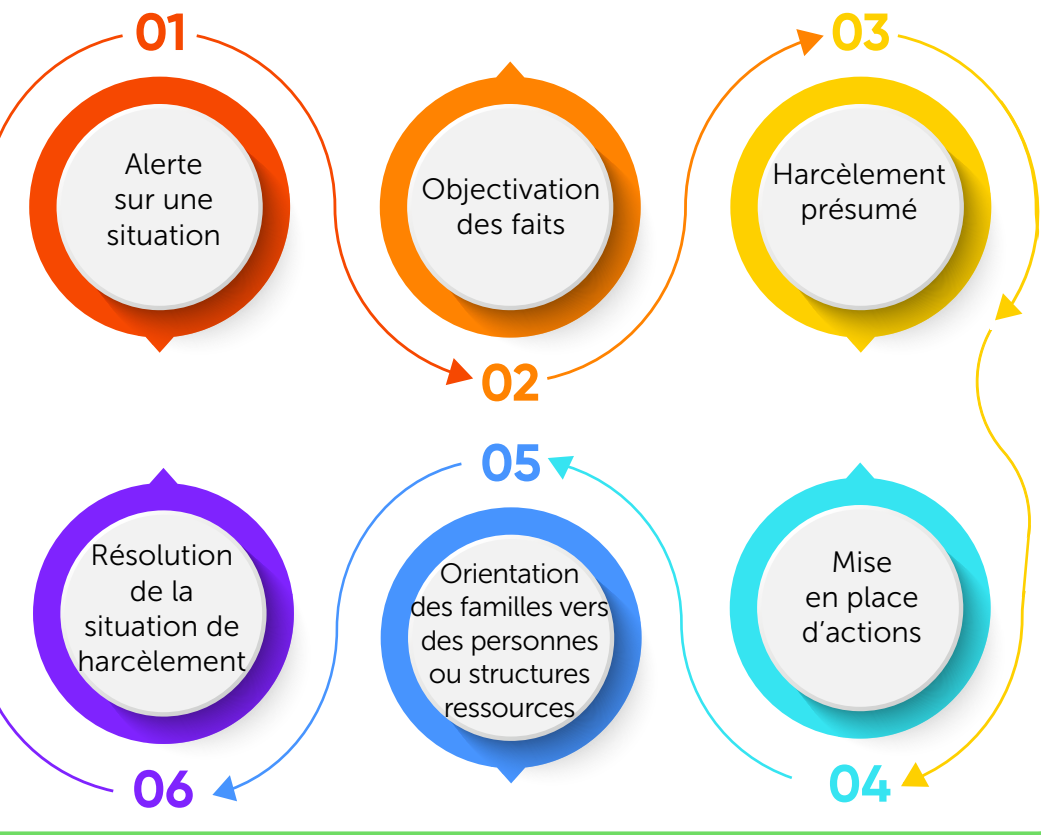 01
Alerte
sur une
situation
02
Objectivation
des faits
03
Harcèlement
présumé
04
Mise
en place
d’actions
05
Orientation
des familles vers
des personnes
ou structures
ressources
06
Résolution
de la
situation de
harcèlement